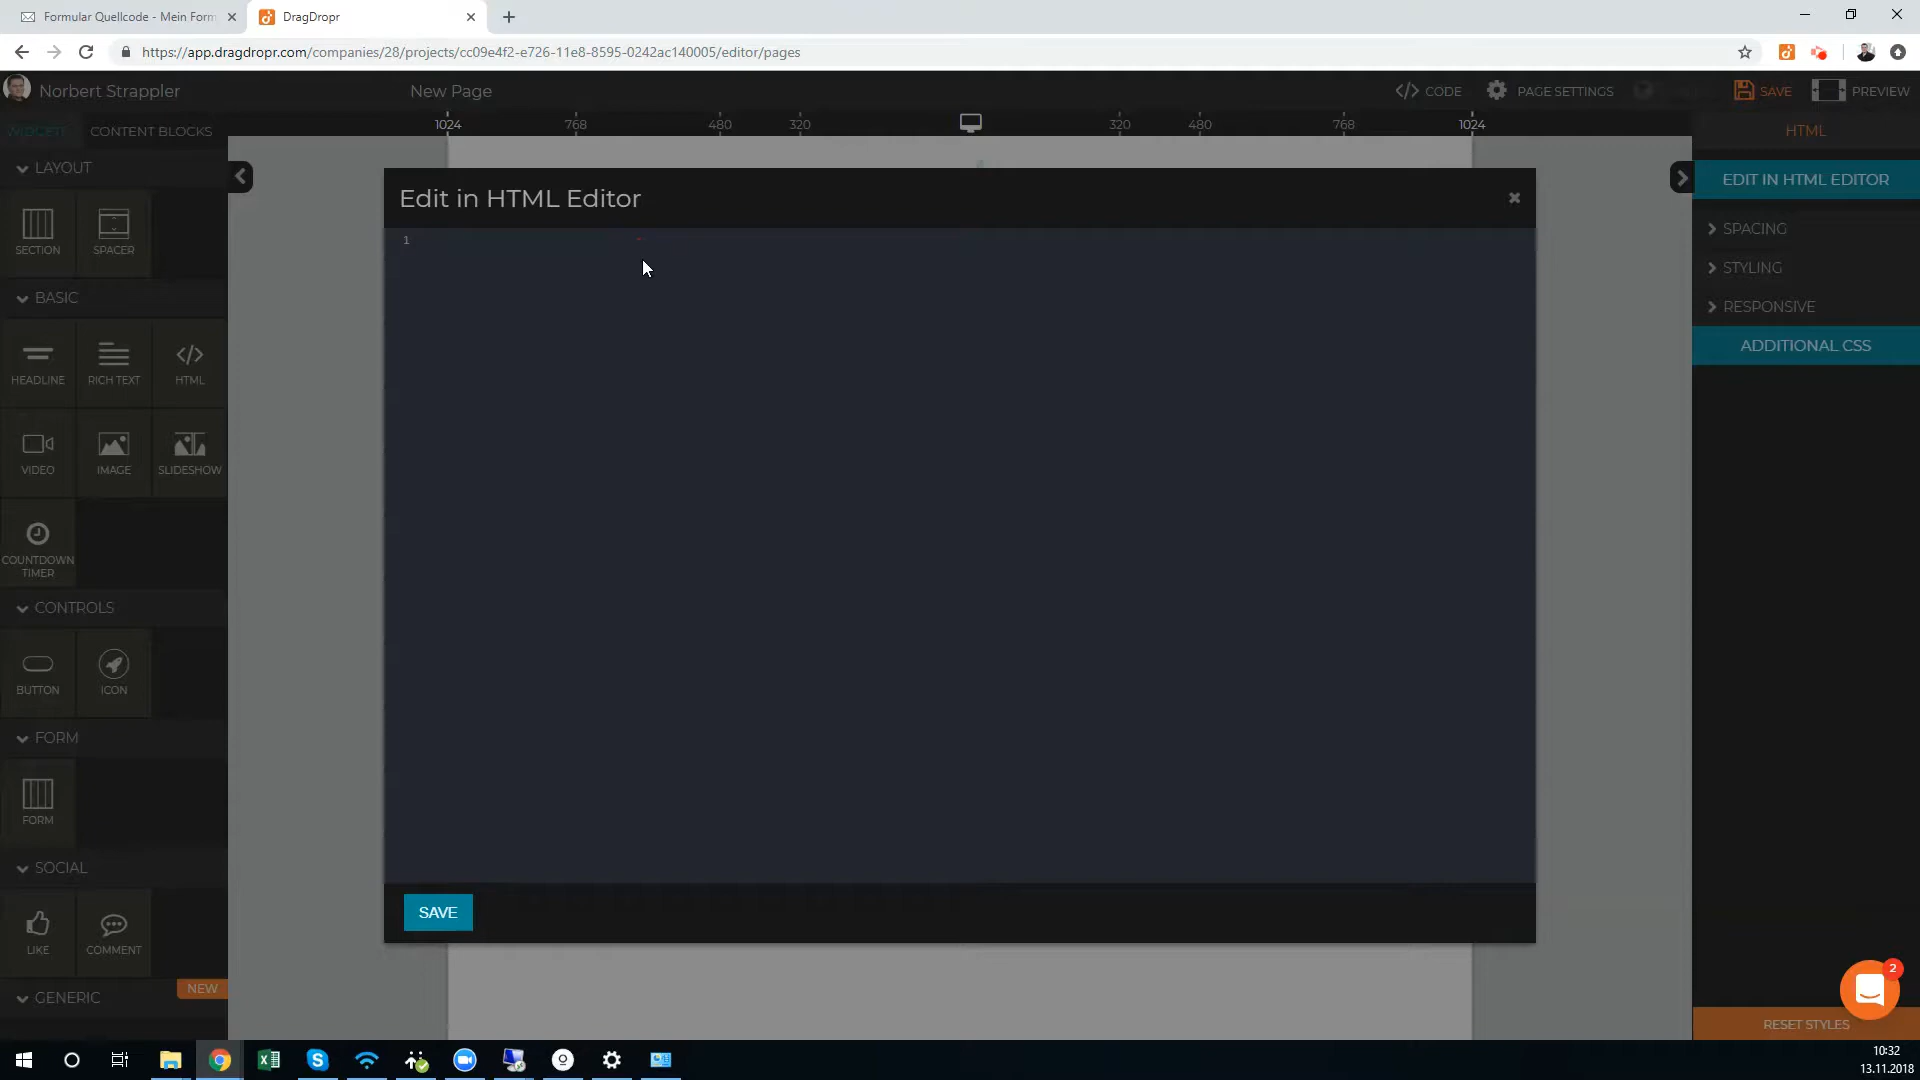 Formular Quellcode - Mein Form
DragDropr
https://app.dragdropr.com/companies/28/projects/cc09e4f2-e726-11e8-8595-0242ac140005/editor/pages
Norbert Strappler
New Page
CODE
PAGE SETTINGS
SAVE
PREVIEW
WIDGETS
CONTENT BLOCKS
1024
768
480
320
320
480
768
1024
HTML
LAYOUT
SECTION
SPACER
BASIC
HEADLINE
RICH TEXT
HTML
VIDEO
IMAGE
SLIDESHOW
COUNTDOWN
TIMER
CONTROLS
BUTTON
ICON
FORM
FORM
SOCIAL
LIKE
COMMENT
GENERIC
NEW
Edit in HTML Editor
1
SAVE
EDIT IN HTML EDITOR
SPACING
STYLING
RESPONSIVE
ADDITIONAL CSS
2
RESET STYLES
10:32
13.11.2018